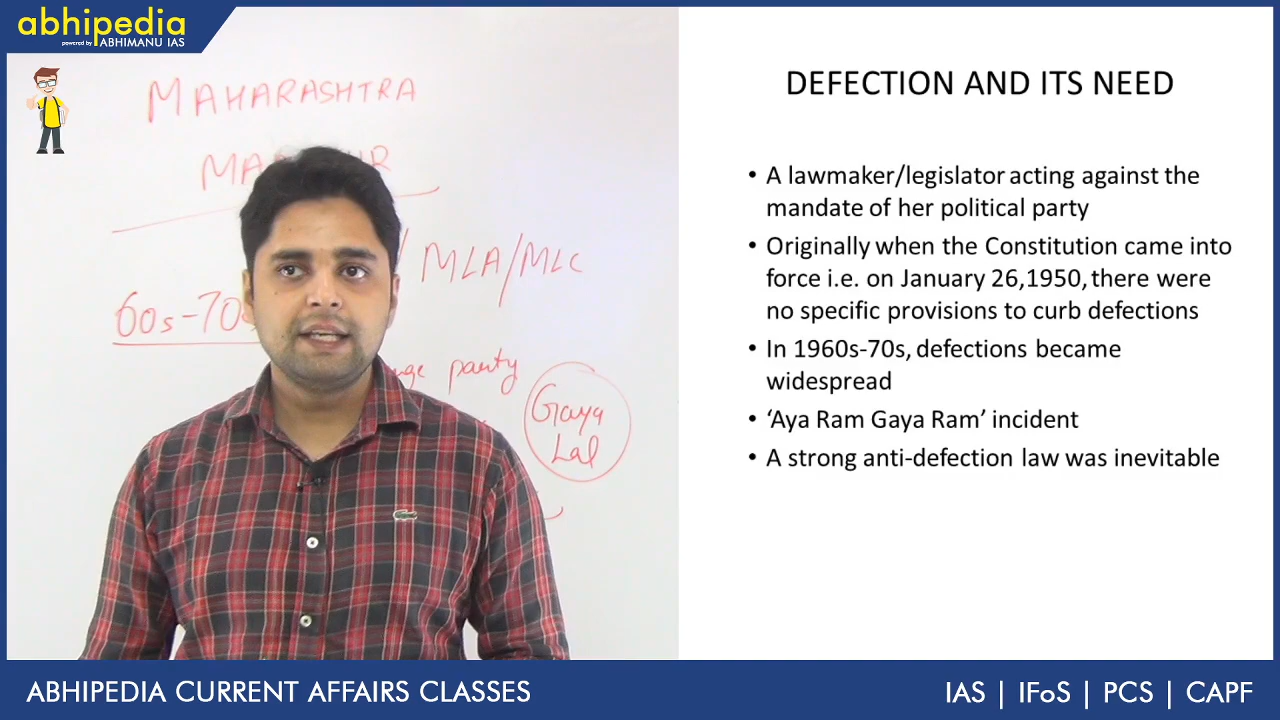 abhipedia
powered by ABHIMANU IAS
MAHARASHTRA
MLA/MLC
60s-70s
party
Gaya
Lal
DEFECTION AND ITS NEED
• A lawmaker/legislator acting against the
mandate of her political party
• Originally when the Constitution came into
force i.e. on January 26,1950, there were
no specific provisions to curb defections
• In 1960s-70s, defections became
widespread
• ‘Aya Ram Gaya Ram’ incident
• A strong anti-defection law was inevitable
ABHIPEDIA CURRENT AFFAIRS CLASSES
IAS | IFoS | PCS | CAPF